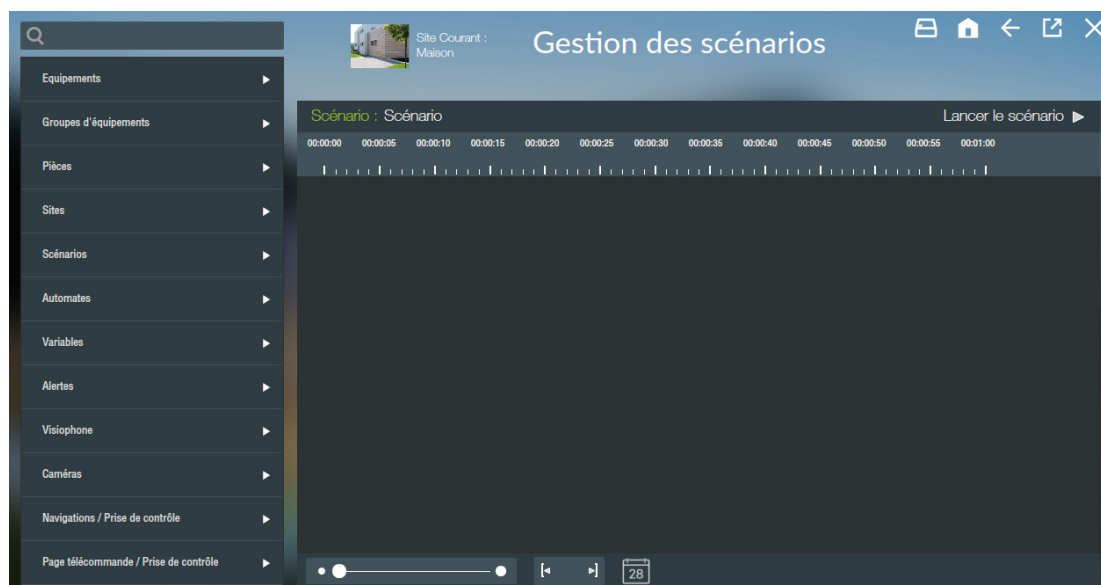 Site Courant :
Maison
Gestion des scénarios
Equipements
Groupes d'équipements
Pièces
Sites
Scénarios
Automates
Variables
Alertes
Visiophone
Caméras
Navigations / Prise de contrôle
Page télécommande / Prise de contrôle
Scénario : Scénario
Lancer le scénario
00:00:00 00:00:05 00:00:10 00:00:15 00:00:20 00:00:25 00:00:30 00:00:35 00:00:40 00:00:45 00:00:50 00:00:55 00:01:00
28